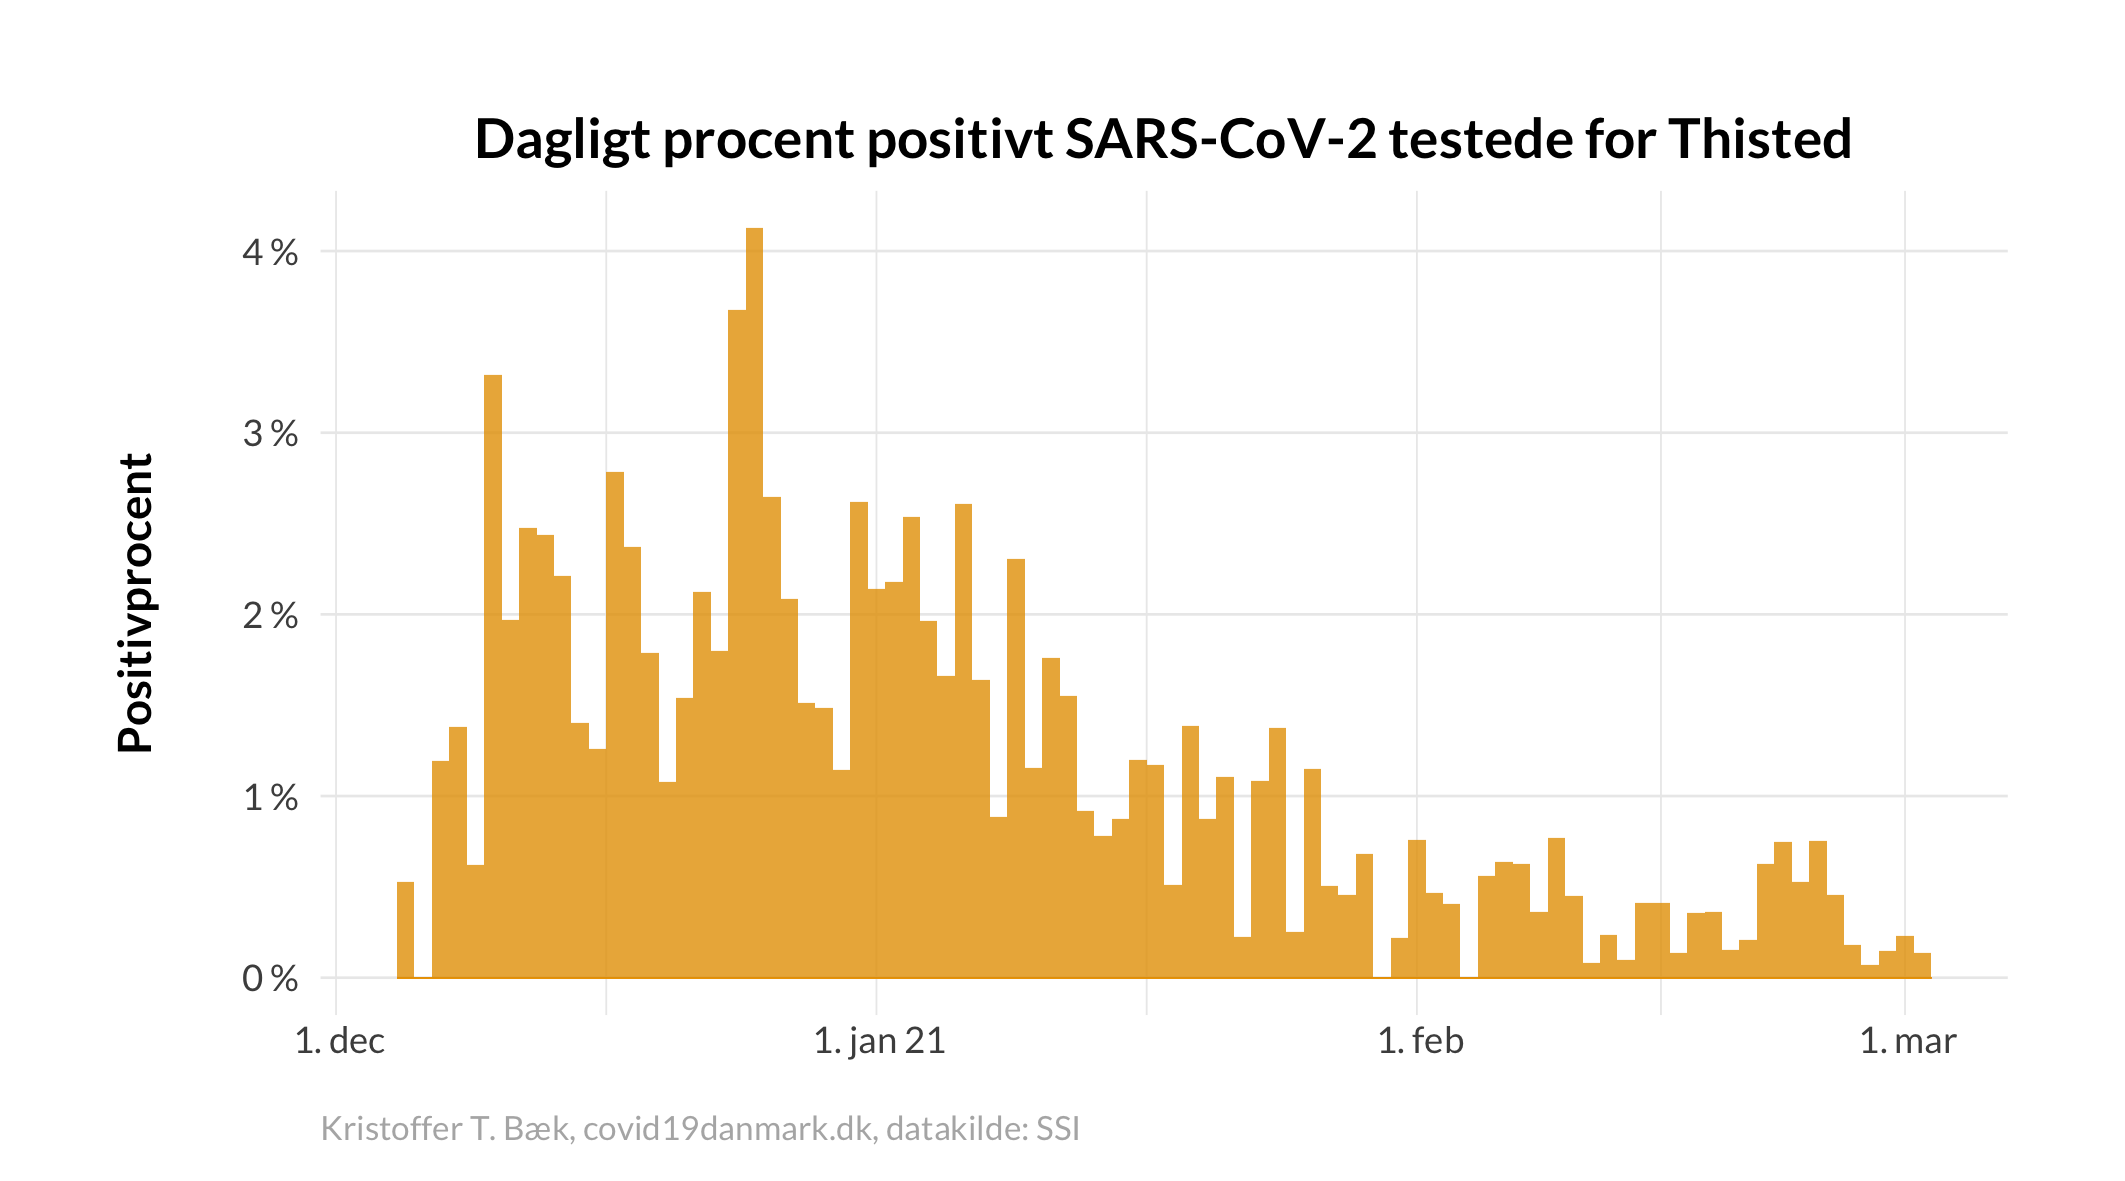 Dagligt procent positivt SARS-CoV-2 testede for Thisted
Positivprocent
4 %
3 %
2 %
1 %
0 %
1. dec
1. jan 21
1. feb
1. mar
Kristoffer T. Bæk, covid19danmark.dk, datakilde: SSI